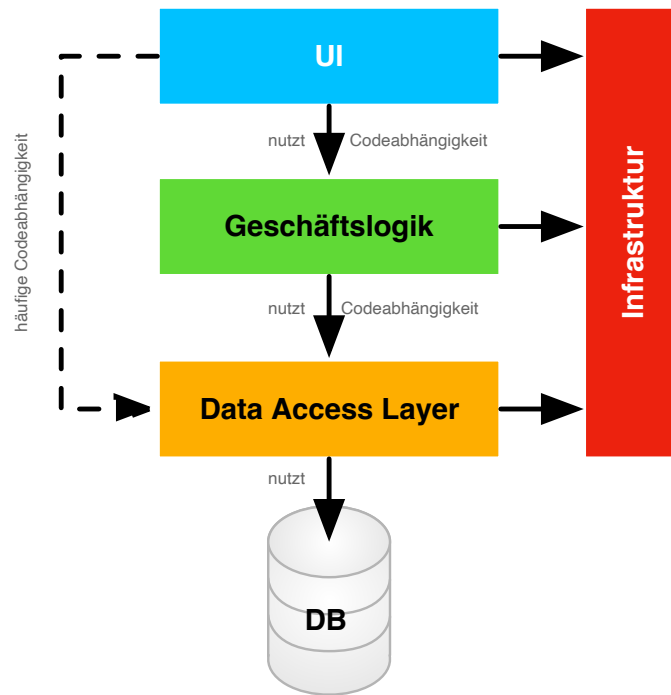 UI
nutzt Codeabhängigkeit
häufige Codeabhängigkeit
Geschäftslogik
Infrastruktur
nutzt Codeabhängigkeit
Data Access Layer
nutzt
DB